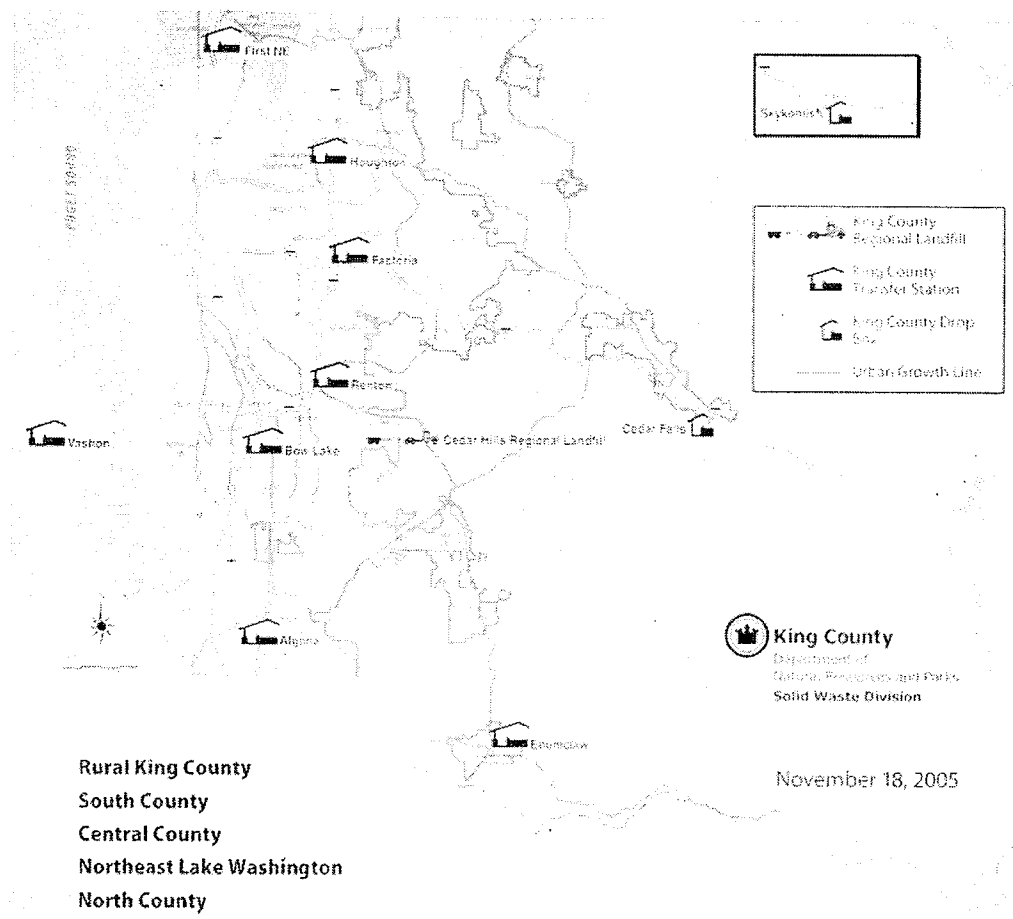 First NE
Skykomish
PUGET SOUND
Houghton
King County
Regional Landfill
Factoria
King County
Transfer Station
King County Drop
Box
Renton
Urban Growth Line
Vashon
Bow Lake
Cedar Hills Regional Landfill
Cedar Falls
Algona
King County
Department of
Natural Resources and Parks
Solid Waste Division
Enumclaw
Rural King County
November 18, 2005
South County
Central County
Northeast Lake Washington
North County